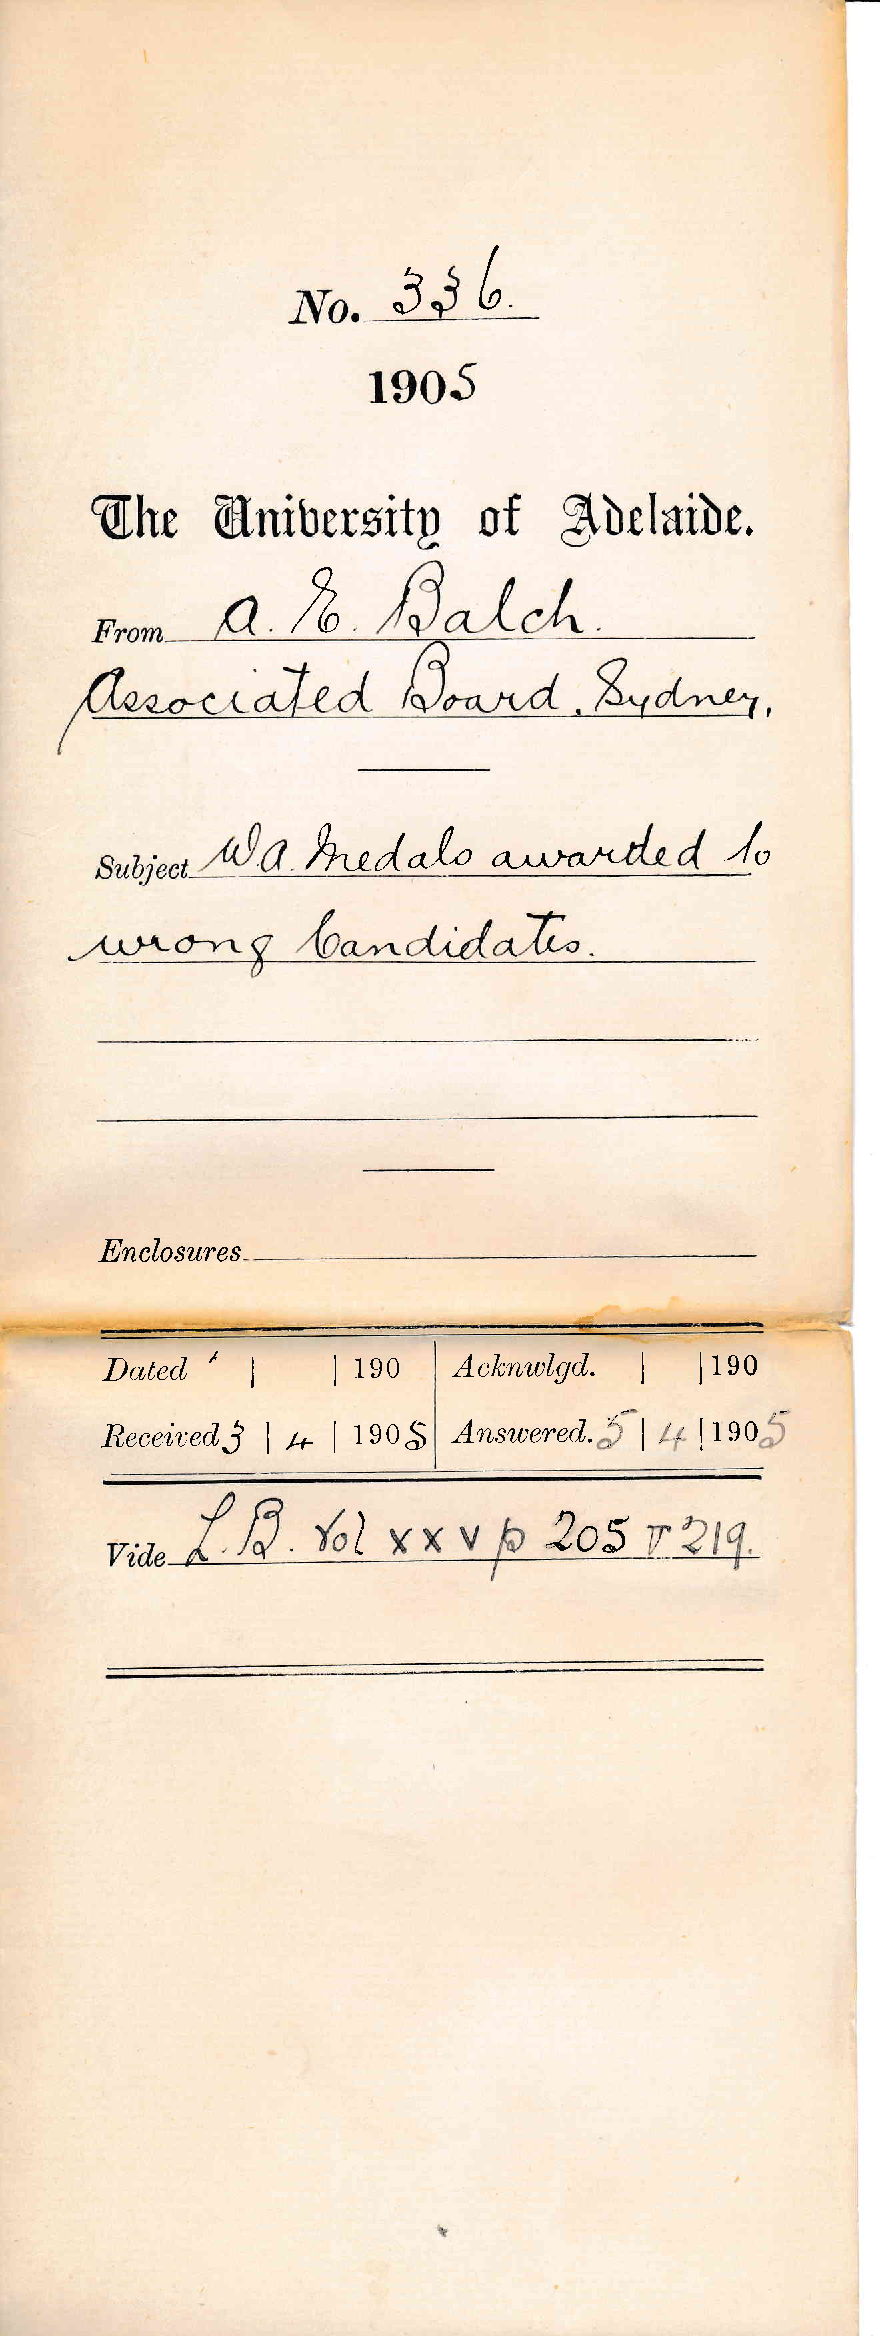 No. 336.
1905
The University of Adelaide.
From A. E. Balch.
Associated Board. Sydney,
Subject W A. Medals awarded to
wrong Candidates.
Enclosures
Dated | | 190 Acknwlgd. | | 190
Received 3 | 4 | 1905 Answered. 5 | 4 | 1905
Vide L. B. Vol xxv p 205 219.